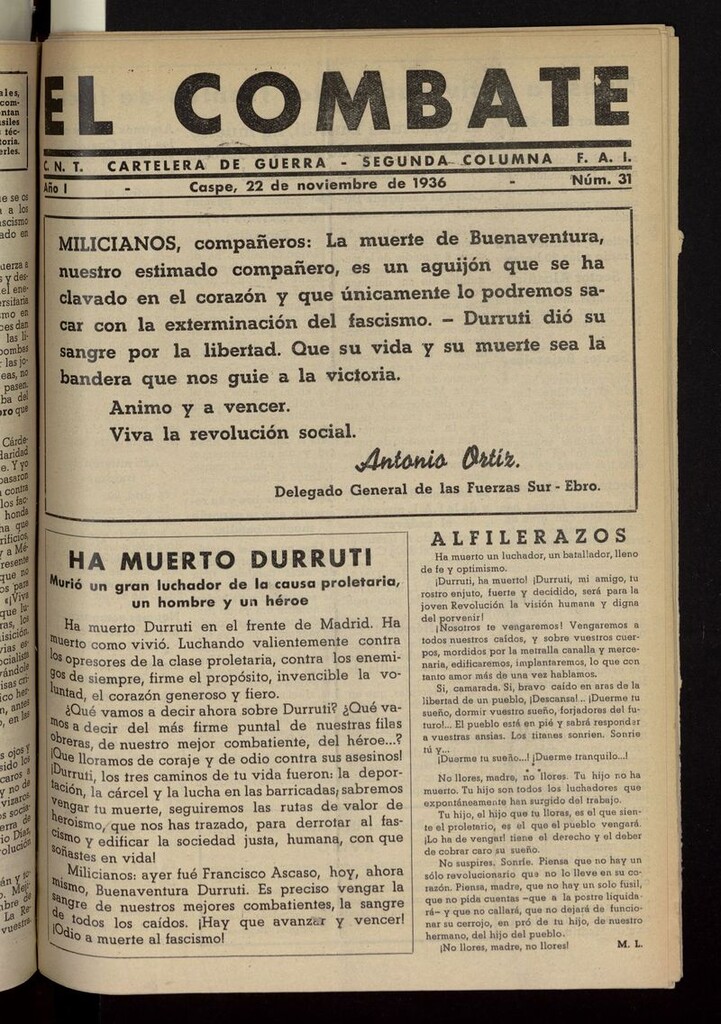 EL COMBATE
C. N. T. CARTELERA DE GUERRA - SEGUNDA COLUMNA F. A. I.
Año I - Caspe, 22 de noviembre de 1936 - Núm. 31
MILICIANOS, compañeros: La muerte de Buenaventura,
nuestro estimado compañero, es un aguijón que se ha
clavado en el corazón y que únicamente lo podremos sa-
car con la exterminación del fascismo. – Durruti dió su
sangre por la libertad. Que su vida y su muerte sea la
bandera que nos guie a la victoria.
Animo y a vencer.
Viva la revolución social.
Antonio Ortiz.
Delegado General de las Fuerzas Sur - Ebro.
HA MUERTO DURRUTI
Murió un gran luchador de la causa proletaria,
un hombre y un héroe
Ha muerto Durruti en el frente de Madrid. Ha
muerto como vivió. Luchando valientemente contra
los opresores de la clase proletaria, contra los enemi-
gos de siempre, firme el propósito, invencible la vo-
luntad, el corazón generoso y fiero.
¿Qué vamos a decir ahora sobre Durruti? ¿Qué va-
mos a decir del más firme puntal de nuestras filas
obreras, de nuestro mejor combatiente, del héroe...?
¡Que lloramos de coraje y de odio contra sus asesinos!
¡Durruti, los tres caminos de tu vida fueron: la depor-
tación, la cárcel y la lucha en las barricadas; sabremos
vengar tu muerte, seguiremos las rutas de valor de
heroismo, que nos has trazado, para derrotar al fas-
cismo y edificar la sociedad justa, humana, con que
soñastes en vida!
Milicianos: ayer fué Francisco Ascaso, hoy, ahora
mismo, Buenaventura Durruti. Es preciso vengar la
sangre de nuestros mejores combatientes, la sangre
de todos los caídos. ¡Hay que avanzar y vencer!
¡Odio a muerte al fascismo!
ALFILERAZOS
Ha muerto un luchador, un batallador, lleno
de fe y optimismo.
¡Durruti, ha muerto! ¡Durruti, mi amigo, tu
rostro enjuto, fuerte y decidido, será para la
joven Revolución la visión humana y digna
del porvenir!
¡Nosotros te vengaremos! Vengaremos a
todos nuestros caídos, y sobre vuestros cuer-
pos, mordidos por la metralla canalla y merce-
naria, edificaremos, implantaremos, lo que con
tanto amor más de una vez hablamos.
Si, camarada. Si, bravo caído en aras de la
libertad de un pueblo, ¡Descansa!... ¡Duerme tu
sueño, dormir vuestro sueño, forjadores del fu-
turo!... El pueblo está en pié y sabrá responder
a vuestras ansias. Los titanes sonrien. Sonrie
tú y...
¡Duerme tu sueño...! ¡Duerme tranquilo...!
No llores, madre, no llores. Tu hijo no ha
muerto. Tu hijo son todos los luchadores que
expontáneamente han surgido del trabajo.
Tu hijo, el hijo que tu lloras, es el que sien-
te el proletario, es el que el pueblo vengará.
¡Lo ha de vengar! tiene el derecho y el deber
de cobrar caro su sueño.
No suspires. Sonrie. Piensa que no hay un
sólo revolucionario que no lo lleve en su co-
razón. Piensa, madre, que no hay un solo fusil,
que no pida cuentas –que a la postre liquida-
rá– y que no callará, que no dejará de funcio-
nar su cerrojo, en pró de tu hijo, de nuestro
hermano, del hijo del pueblo.
¡No llores, madre, no llores! M. L.